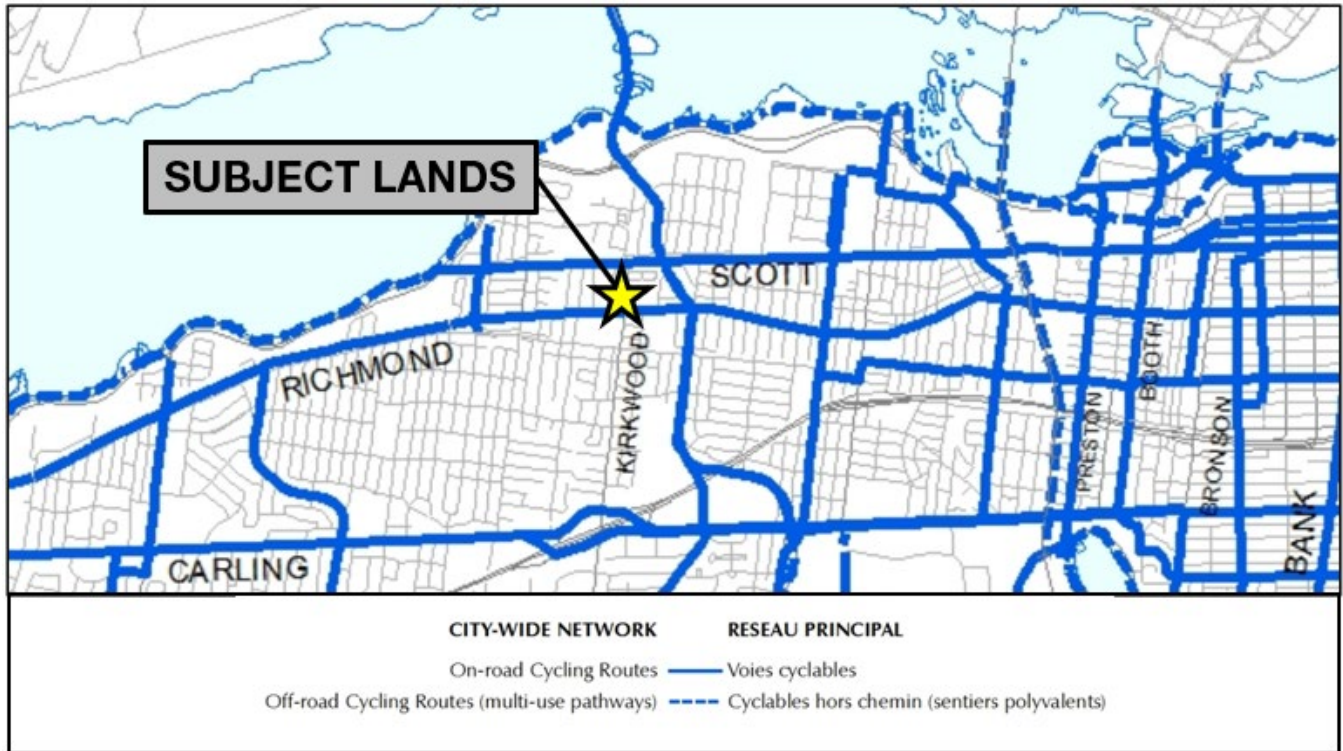 SUBJECT LANDS
SCOTT
RICHMOND
KIRKWOOD
BOOTH
PRESTON
BRONSON
BANK
CARLING
CITY-WIDE NETWORK RESEAU PRINCIPAL
On-road Cycling Routes Voies cyclables
Off-road Cycling Routes (multi-use pathways) Cyclables hors chemin (sentiers polyvalents)